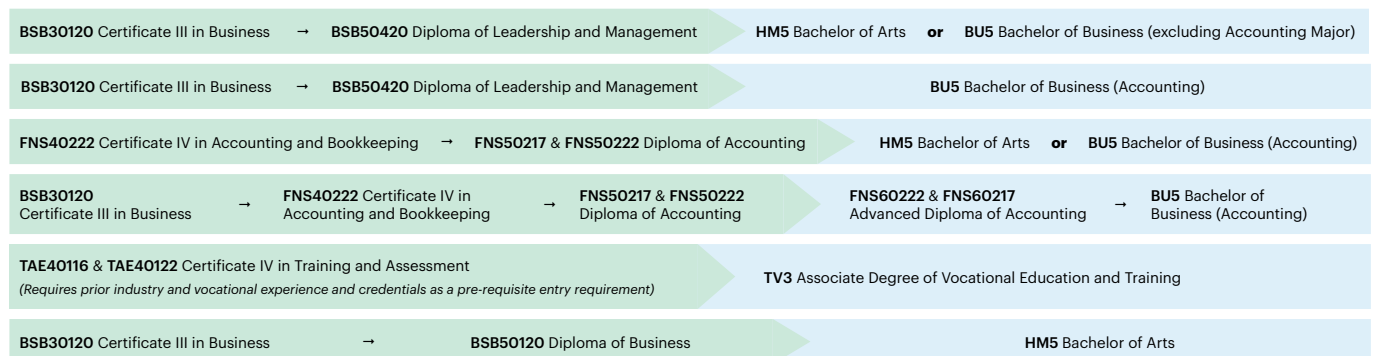 BSB30120 Certificate III in Business → BSB50420 Diploma of Leadership and Management HM5 Bachelor of Arts or BU5 Bachelor of Business (excluding Accounting Major)
BSB30120 Certificate III in Business → BSB50420 Diploma of Leadership and Management BU5 Bachelor of Business (Accounting)
FNS40222 Certificate IV in Accounting and Bookkeeping → FNS50217 & FNS50222 Diploma of Accounting HM5 Bachelor of Arts or BU5 Bachelor of Business (Accounting)
BSB30120
Certificate III in Business
→
FNS40222 Certificate IV in
Accounting and Bookkeeping
→
FNS50217 & FNS50222
Diploma of Accounting
FNS60222 & FNS60217
Advanced Diploma of Accounting
→
BU5 Bachelor of
Business (Accounting)
TAE40116 & TAE40122 Certificate IV in Training and Assessment
(Requires prior industry and vocational experience and credentials as a pre-requisite entry requirement)
TV3 Associate Degree of Vocational Education and Training
BSB30120 Certificate III in Business → BSB50120 Diploma of Business HM5 Bachelor of Arts